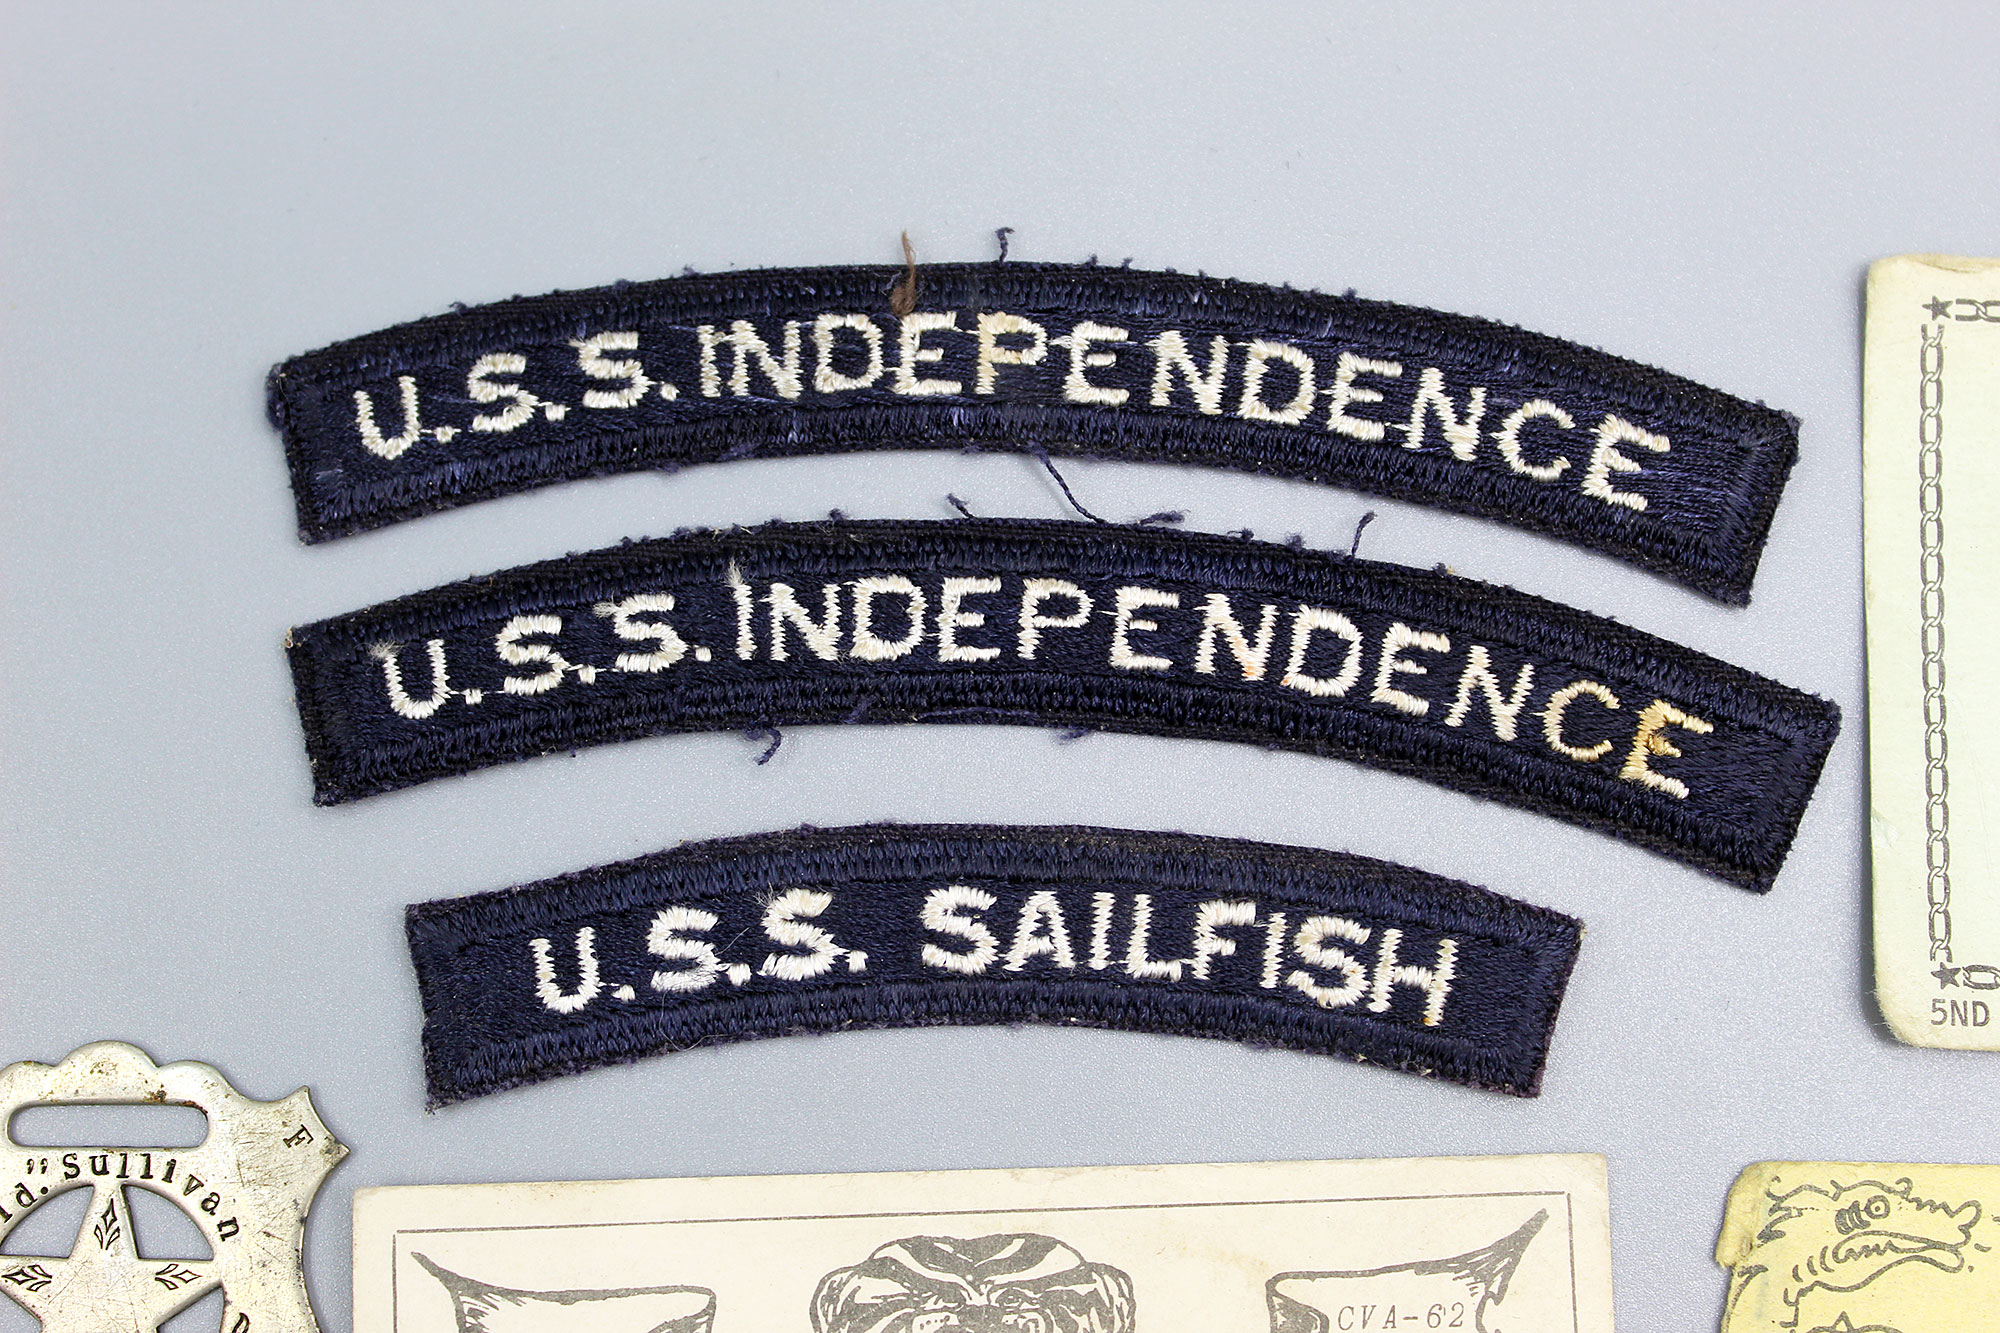 U.S.S. INDEPENDENCE
U.S.S. INDEPENDENCE
U.S.S. SAILFISH
5ND
F
"Sullivan
d.
CVA-62